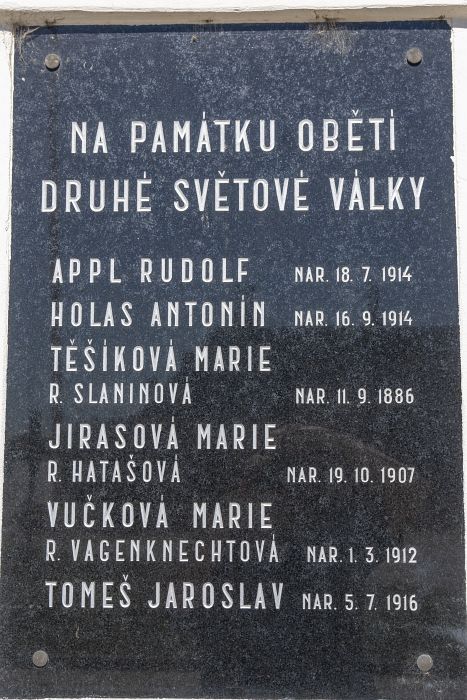 NA PAMÁTKU OBĚTÍ
DRUHÉ SVĚTOVÉ VÁLKY
APPL RUDOLF NAR. 18. 7. 1914
HOLAS ANTONÍN NAR. 16. 9. 1914
TĚŠÍKOVÁ MARIE
R. SLANINOVÁ NAR. 11. 9. 1886
JIRASOVÁ MARIE
R. HATAŠOVÁ NAR. 19. 10. 1907
VUČKOVÁ MARIE
R. VAGENKNECHTOVÁ NAR. 1. 3. 1912
TOMEŠ JAROSLAV NAR. 5. 7. 1916